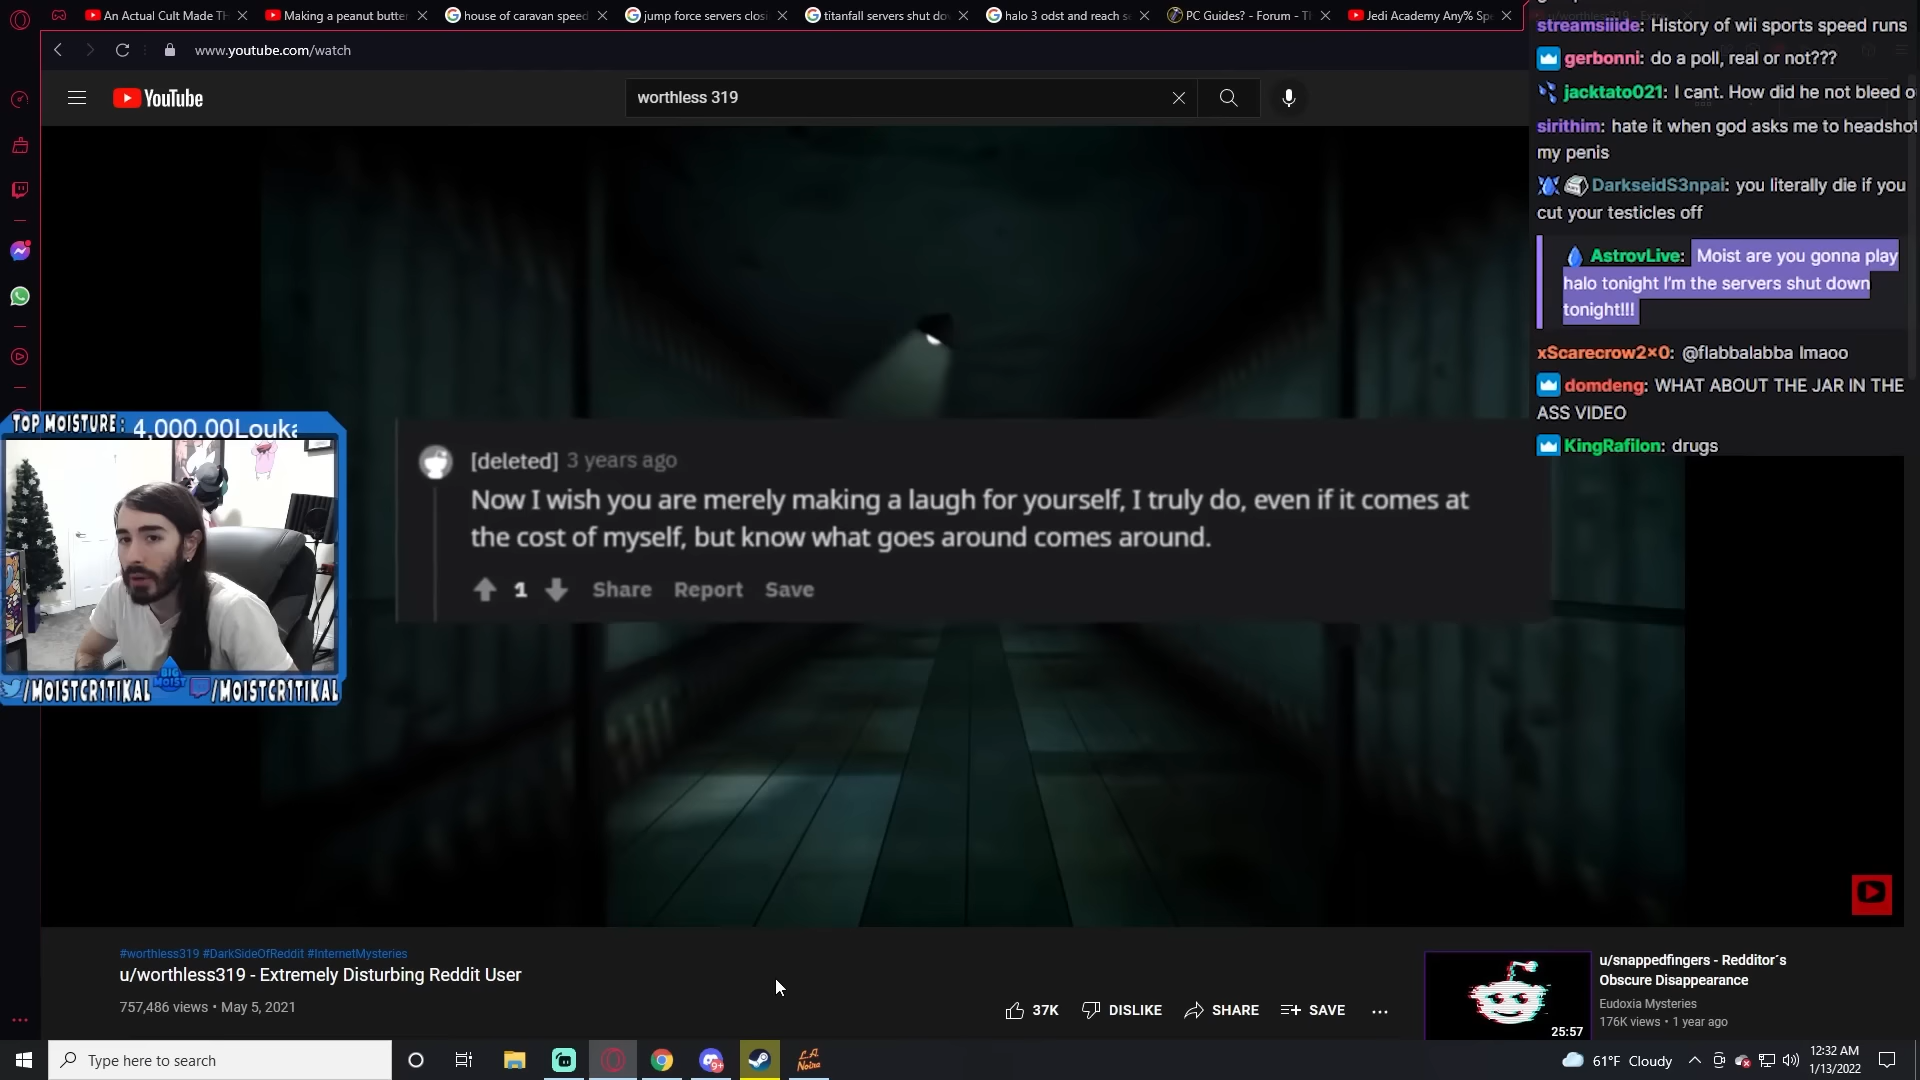 An Actual Cult Made Th
Making a peanut butter
house of caravan speed
jump force servers closi
titanfall servers shut do
halo 3 odst and reach s
PC Guides? - Forum - Th
Jedi Academy Any% Spe
www.youtube.com/watch
YouTube
worthless 319
streamsiiide: History of wii sports speed runs
gerbonni: do a poll, real or not???
jacktato021: I cant. How did he not bleed o
sirithim: hate it when god asks me to headshot
my penis
DarkseidS3npai: you literally die if you
cut your testicles off
AstrovLive: Moist are you gonna play
halo tonight I'm the servers shut down
tonight!!!
xScarecrow2x0: @flabbalabba lmaoo
domdeng: WHAT ABOUT THE JAR IN THE
ASS VIDEO
KingRafilon: drugs
TOP MOISTURE: 4,000.00Louka
[deleted] 3 years ago
Now I wish you are merely making a laugh for yourself, I truly do, even if it comes at
the cost of myself, but know what goes around comes around.
1 Share Report Save
BIG
MOIST
/MOISTCR1TIKAL /MOISTCR1TIKAL
#worthless319 #DarkSideOfReddit #InternetMysteries
u/worthless319 - Extremely Disturbing Reddit User
757,486 views • May 5, 2021
37K DISLIKE SHARE SAVE
25:57
u/snappedfingers - Redditor´s
Obscure Disappearance
Eudoxia Mysteries
176K views • 1 year ago
Type here to search
9+
L.A.
Noire
61°F Cloudy
12:32 AM
1/13/2022